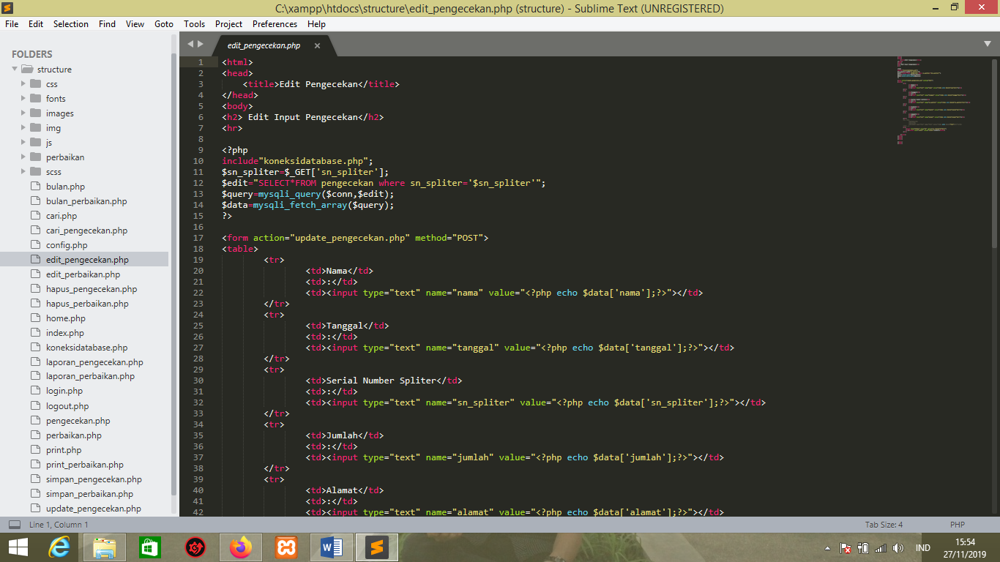 C:\xampp\htdocs\structure\edit_pengecekan.php (structure) - Sublime Text (UNREGISTERED)
File Edit Selection Find View Goto Tools Project Preferences Help
FOLDERS
structure
css
fonts
images
img
js
perbaikan
scss
bulan.php
bulan_perbaikan.php
cari.php
cari_pengecekan.php
config.php
edit_pengecekan.php
edit_perbaikan.php
hapus_pengecekan.php
hapus_perbaikan.php
home.php
index.php
koneksidatabase.php
laporan_pengecekan.php
laporan_perbaikan.php
login.php
logout.php
pengecekan.php
perbaikan.php
print.php
print_perbaikan.php
simpan_pengecekan.php
simpan_perbaikan.php
update_pengecekan.php
edit_pengecekan.php
1 <html>
2 <head>
3 <title>Edit Pengecekan</title>
4 </head>
5 <body>
6 <h2> Edit Input Pengecekan</h2>
7 <hr>
8
9 <?php
10 include"koneksidatabase.php";
11 $sn_spliter=$_GET['sn_spliter'];
12 $edit="SELECT*FROM pengecekan where sn_spliter='$sn_spliter'";
13 $query=mysqli_query($conn,$edit);
14 $data=mysqli_fetch_array($query);
15 ?>
16
17 <form action="update_pengecekan.php" method="POST">
18 <table>
19 <tr>
20 <td>Nama</td>
21 <td>:</td>
22 <td><input type="text" name="nama" value="<?php echo $data['nama'];?>"></td>
23 </tr>
24 <tr>
25 <td>Tanggal</td>
26 <td>:</td>
27 <td><input type="text" name="tanggal" value="<?php echo $data['tanggal'];?>"></td>
28 </tr>
29 <tr>
30 <td>Serial Number Spliter</td>
31 <td>:</td>
32 <td><input type="text" name="sn_spliter" value="<?php echo $data['sn_spliter'];?>"></td>
33 </tr>
34 <tr>
35 <td>Jumlah</td>
36 <td>:</td>
37 <td><input type="text" name="jumlah" value="<?php echo $data['jumlah'];?>"></td>
38 </tr>
39 <tr>
40 <td>Alamat</td>
41 <td>:</td>
42 <td><input type="text" name="alamat" value="<?php echo $data['alamat'];?>"></td>
Line 1, Column 1
Tab Size: 4
PHP
IND
15:54
27/11/2019